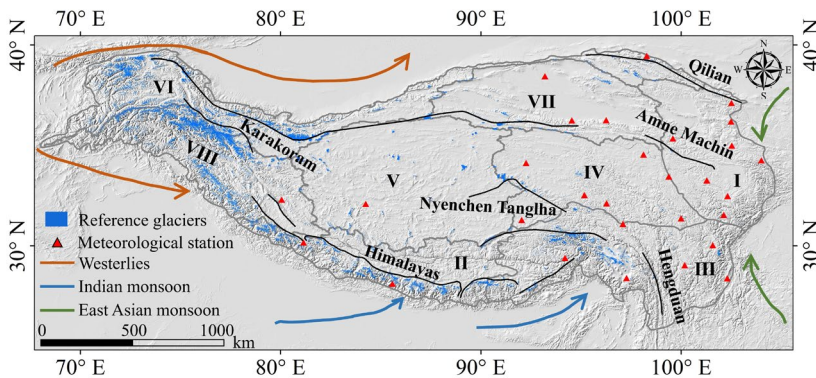 70° E
80° E
90° E
100° E
40° N
30° N
40° N
30° N
N
W
E
S
Qilian
VI
VII
Karakoram
Amne Machin
VIII
I
V
IV
Nyenchen Tanglha
Himalayas
II
III
Hengduan
Reference glaciers
Meteorological station
Westerlies
Indian monsoon
East Asian monsoon
0
500
1000
km
70° E
80° E
90° E
100° E